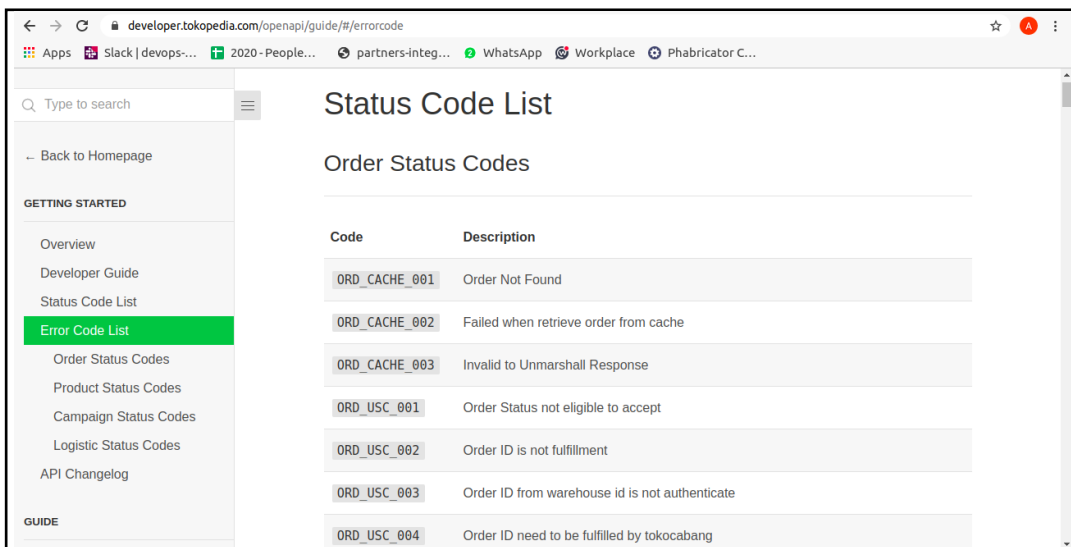 developer.tokopedia.com/openapi/guide/#/errorcode
A
Apps Slack | devops-... 2020 - People... partners-integ... WhatsApp Workplace Phabricator C...
Type to search
← Back to Homepage
GETTING STARTED
Overview
Developer Guide
Status Code List
Error Code List
Order Status Codes
Product Status Codes
Campaign Status Codes
Logistic Status Codes
API Changelog
GUIDE
Status Code List
Order Status Codes
Code Description
ORD_CACHE_001 Order Not Found
ORD_CACHE_002 Failed when retrieve order from cache
ORD_CACHE_003 Invalid to Unmarshall Response
ORD_USC_001 Order Status not eligible to accept
ORD_USC_002 Order ID is not fulfillment
ORD_USC_003 Order ID from warehouse id is not authenticate
ORD_USC_004 Order ID need to be fulfilled by tokocabang